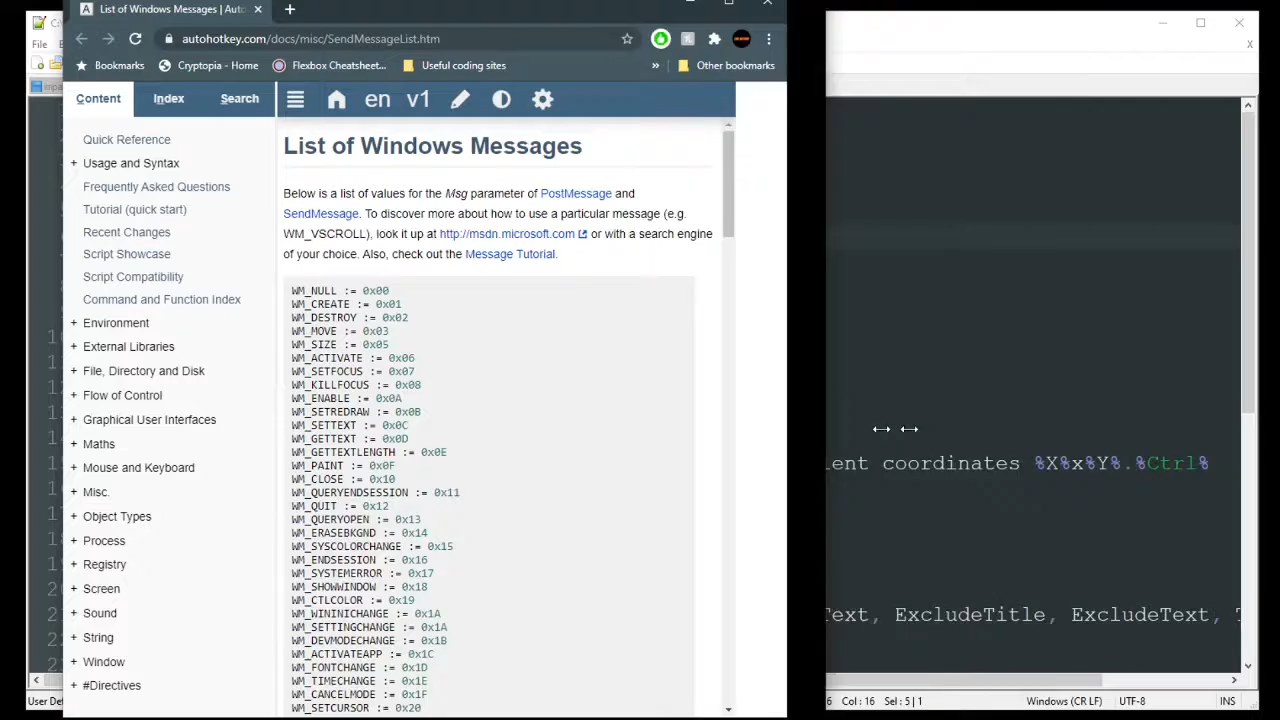 List of Windows Messages | Auto
autohotkey.com/docs/misc/SendMessageList.htm
Bookmarks
Cryptopia - Home
Flexbox Cheatsheet...
Useful coding sites
»
Other bookmarks
File
Content
Index
Search
en
v1
Quick Reference
+ Usage and Syntax
Frequently Asked Questions
Tutorial (quick start)
Recent Changes
Script Showcase
Script Compatibility
Command and Function Index
+ Environment
+ External Libraries
+ File, Directory and Disk
+ Flow of Control
+ Graphical User Interfaces
+ Maths
+ Mouse and Keyboard
+ Misc.
+ Object Types
+ Process
+ Registry
+ Screen
+ Sound
+ String
+ Window
+ #Directives
List of Windows Messages
Below is a list of values for the Msg parameter of PostMessage and
SendMessage. To discover more about how to use a particular message (e.g.
WM_VSCROLL), look it up at http://msdn.microsoft.com or with a search engine
of your choice. Also, check out the Message Tutorial.
WM_NULL := 0x00
WM_CREATE := 0x01
WM_DESTROY := 0x02
WM_MOVE := 0x03
WM_SIZE := 0x05
WM_ACTIVATE := 0x06
WM_SETFOCUS := 0x07
WM_KILLFOCUS := 0x08
WM_ENABLE := 0x0A
WM_SETREDRAW := 0x0B
WM_SETTEXT := 0x0C
WM_GETTEXT := 0x0D
WM_GETTEXTLENGTH := 0x0E
WM_PAINT := 0x0F
WM_CLOSE := 0x10
WM_QUERYENDSESSION := 0x11
WM_QUIT := 0x12
WM_QUERYOPEN := 0x13
WM_ERASEBKGND := 0x14
WM_SYSCOLORCHANGE := 0x15
WM_ENDSESSION := 0x16
WM_SYSTEMERROR := 0x17
WM_SHOWWINDOW := 0x18
WM_CTLCOLOR := 0x19
WM_WININICHANGE := 0x1A
WM_SETTINGCHANGE := 0x1A
WM_DEVMODECHANGE := 0x1B
WM_ACTIVATEAPP := 0x1C
WM_FONTCHANGE := 0x1D
WM_TIMECHANGE := 0x1E
WM_CANCELMODE := 0x1F
WM_SETCURSOR := 0x20
X
lent coordinates %X%x%Y%.%Ctrl%
Text, ExcludeTitle, ExcludeText, T
User De
6 Col : 16 Sel : 5 | 1
Windows (CR LF)
UTF-8
INS